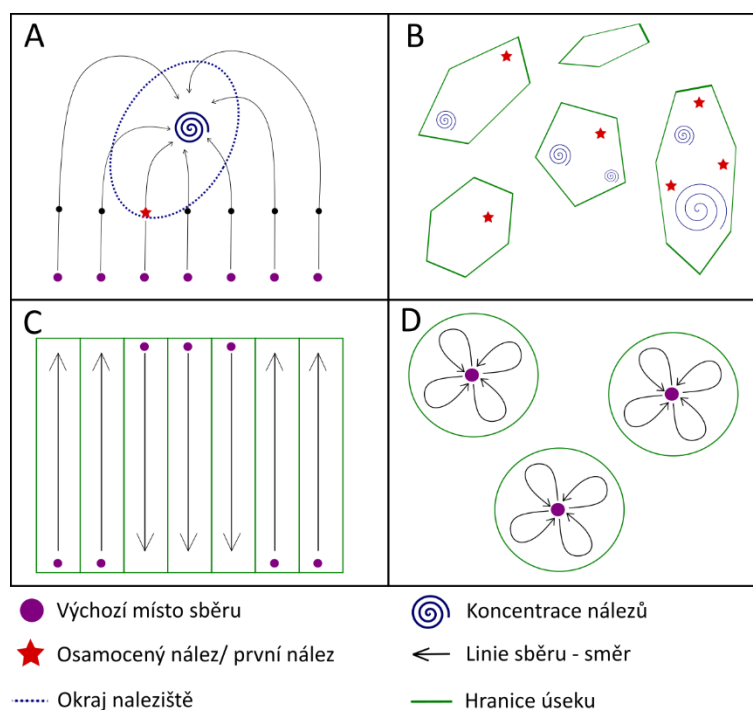 A
B
C
D
Výchozí místo sběru
Koncentrace nálezů
Osamocený nález/ první nález
Linie sběru - směr
Okraj naleziště
Hranice úseku